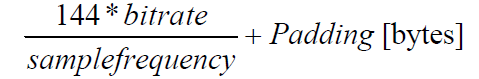 144 * bitrate
samplefrequency + Padding [bytes]